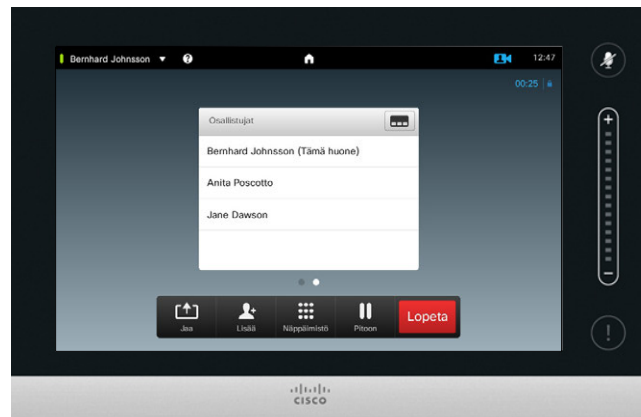 Bernhard Johnsson
?
12:47
00:25
+
Osallistujat
Bernhard Johnsson (Tämä huone)
Anita Poscotto
Jane Dawson
-
Jaa
Lisää
Näppäimistö
Pitoon
Lopeta
!
CISCO